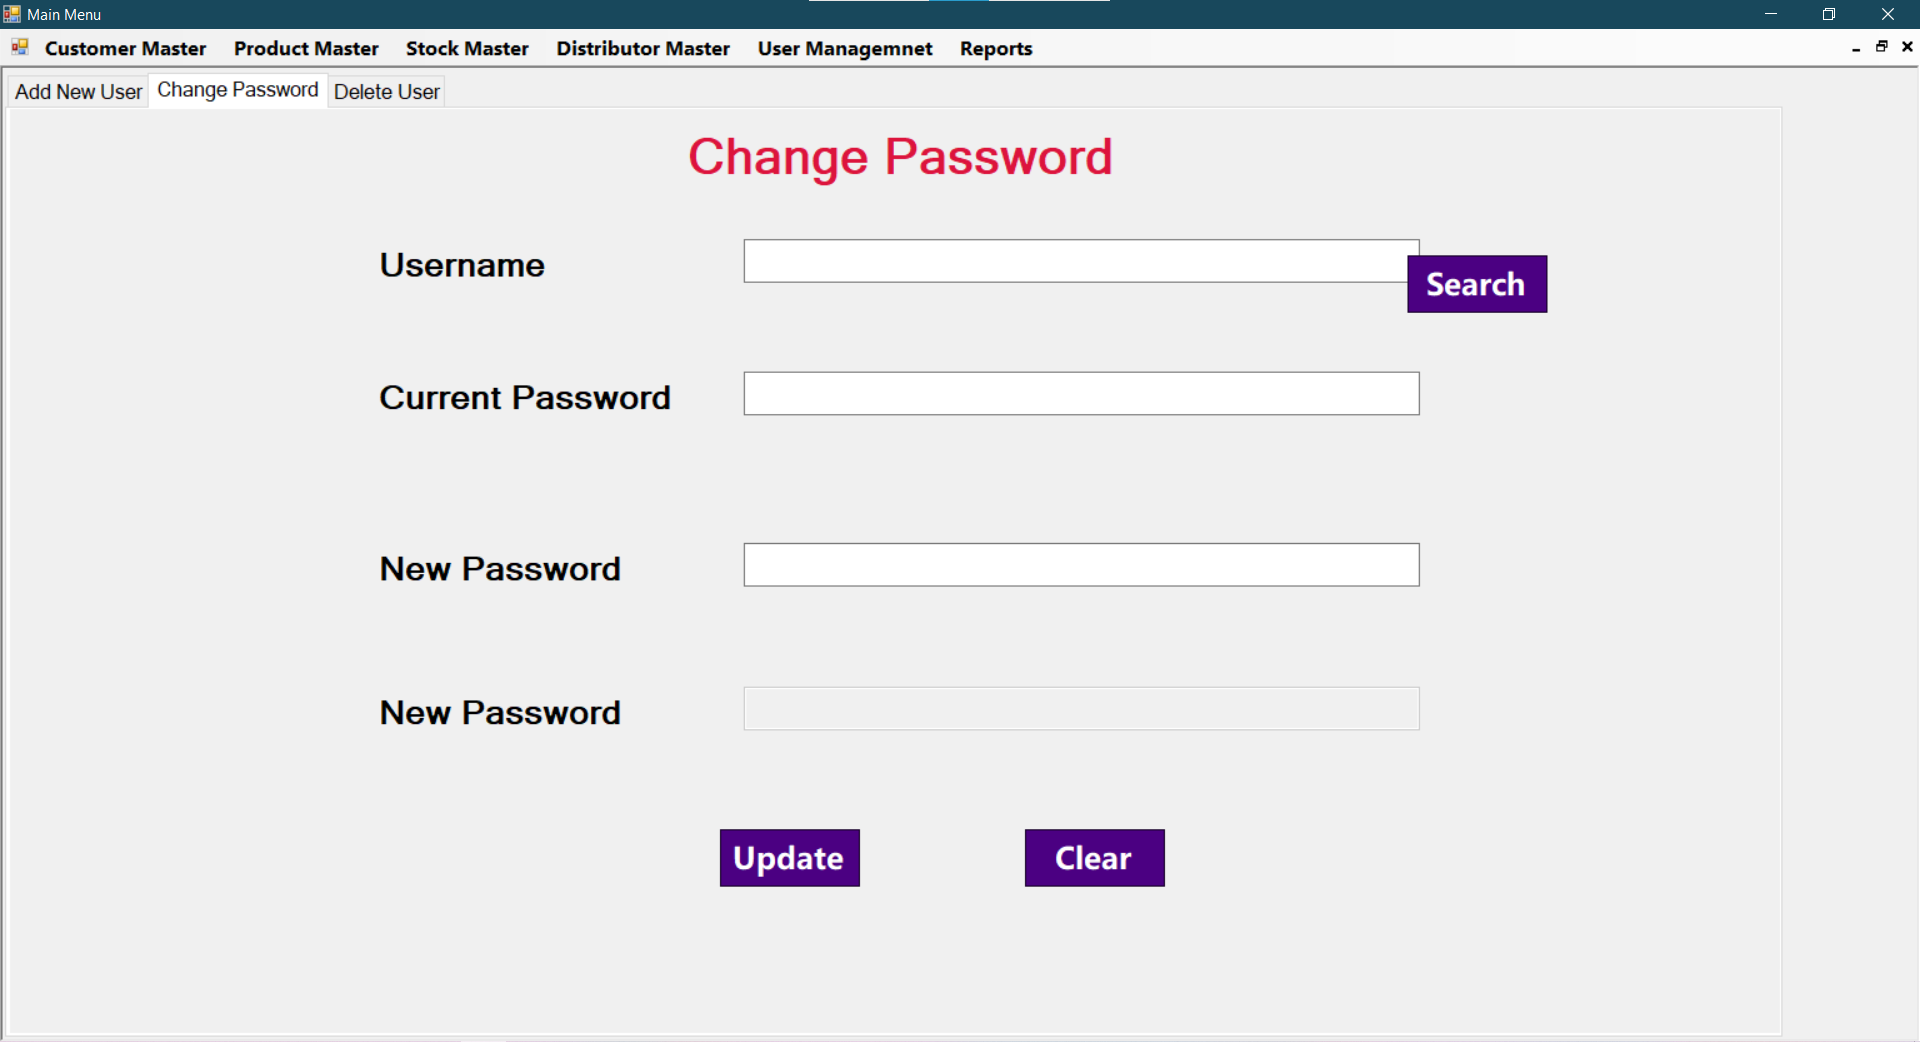 Main Menu
Customer Master Product Master Stock Master Distributor Master User Managemnet Reports
Add New User Change Password Delete User
Change Password
Username
Search
Current Password
New Password
New Password
Update Clear